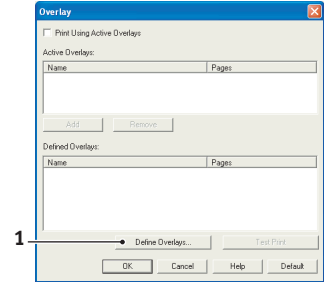 Overlay
Print Using Active Overlays
Active Overlays:
Name Pages
Add Remove
Defined Overlays:
Name Pages
1 Define Overlays... Test Print
OK Cancel Help Default